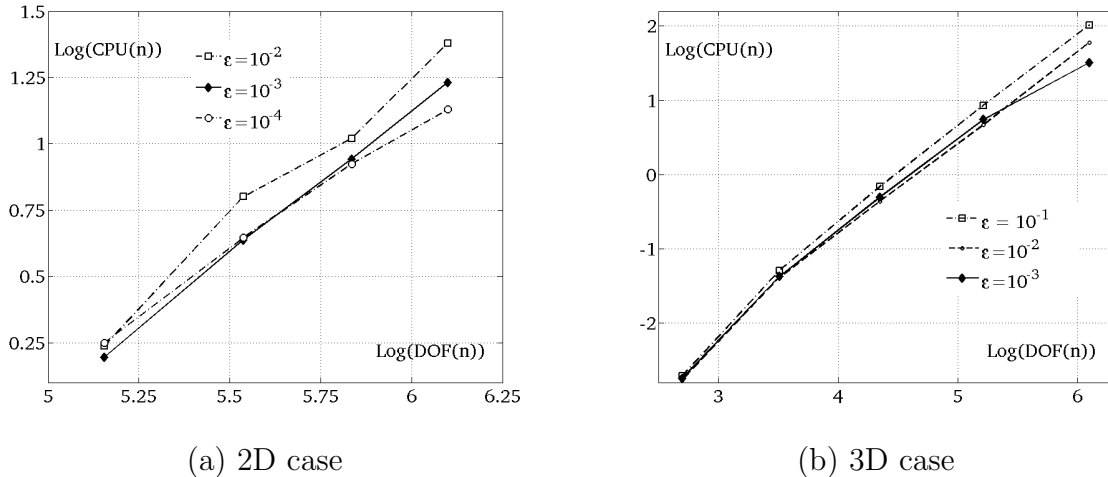 1.5
1.25
1
0.75
0.5
0.25
5
5.25
5.5
5.75
6
6.25
Log(CPU(n))
ε=10⁻²
ε=10⁻³
ε=10⁻⁴
Log(DOF(n))
(a) 2D case
2
1
0
-1
-2
3
4
5
6
Log(CPU(n))
ε = 10⁻¹
ε=10⁻²
ε=10⁻³
Log(DOF(n))
(b) 3D case